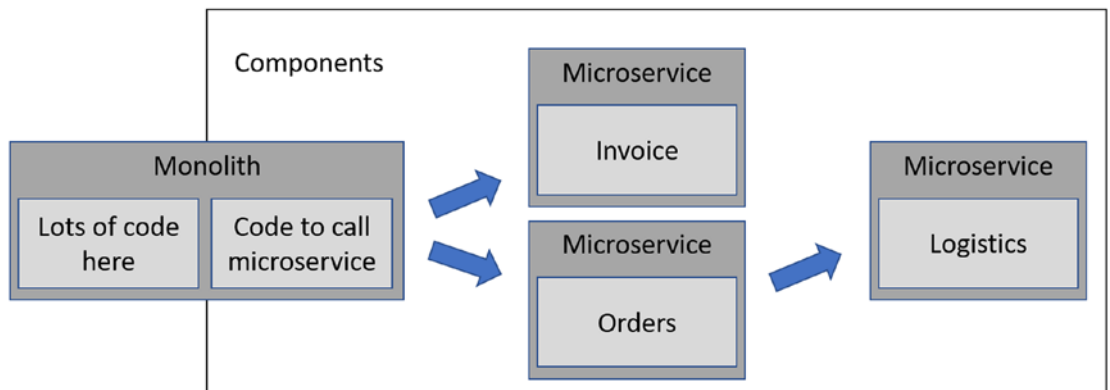 Components
Monolith
Lots of code
here
Code to call
microservice
Microservice
Invoice
Microservice
Orders
Microservice
Logistics